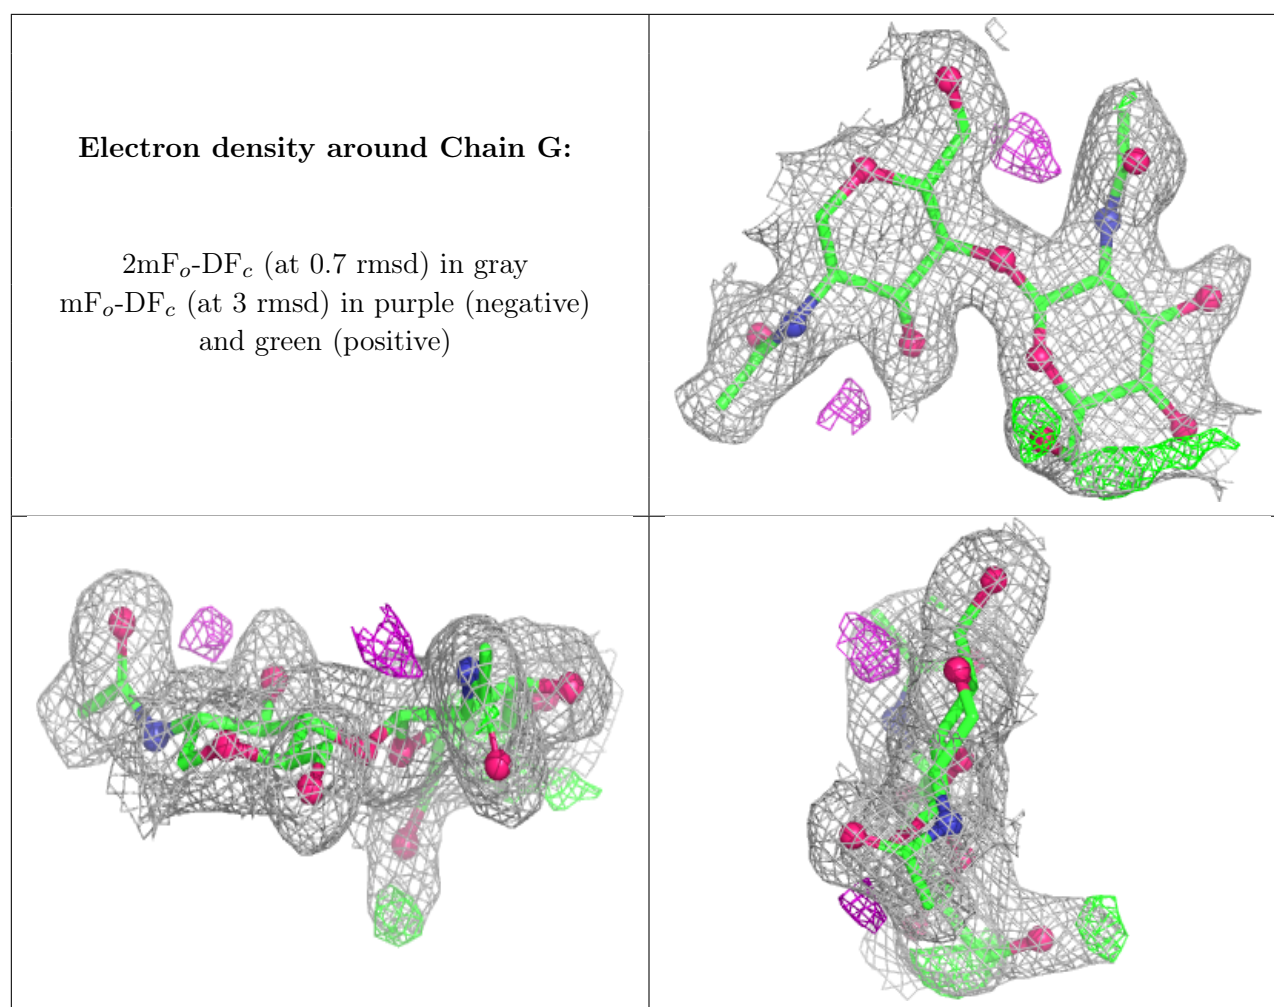 Electron density around Chain G:
2mFo-DFc (at 0.7 rmsd) in gray
mFo-DFc (at 3 rmsd) in purple (negative)
and green (positive)